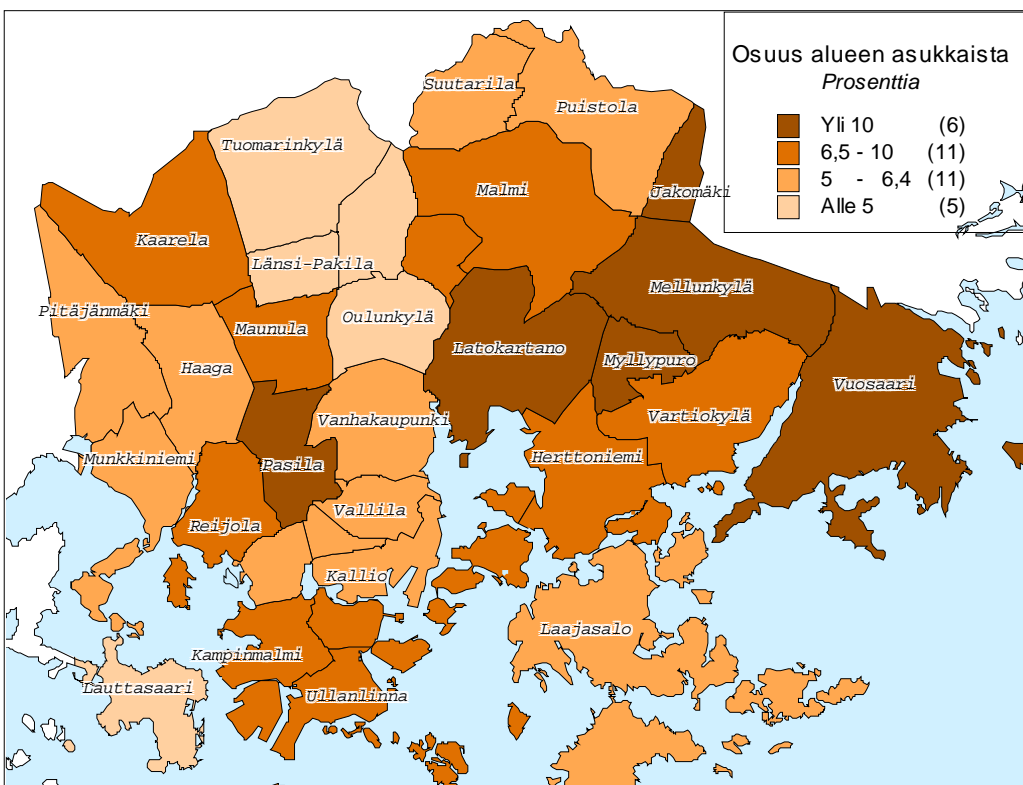 Osuus alueen asukkaista
Prosenttia
Yli 10 (6)
6,5 - 10 (11)
5 - 6,4 (11)
Alle 5 (5)
Suutarila
Puistola
Tuomarinkylä
Malmi
Jakomäki
Kaarela
Länsi-Pakila
Mellunkylä
Pitäjänmäki
Maunula
Oulunkylä
Latokartano
Myllypuro
Haaga
Vuosaari
Vanhakaupunki
Vartiokylä
Munkkiniemi
Pasila
Herttoniemi
Vallila
Reijola
Kallio
Laajasalo
Kampinmalmi
Lauttasaari
Ullanlinna